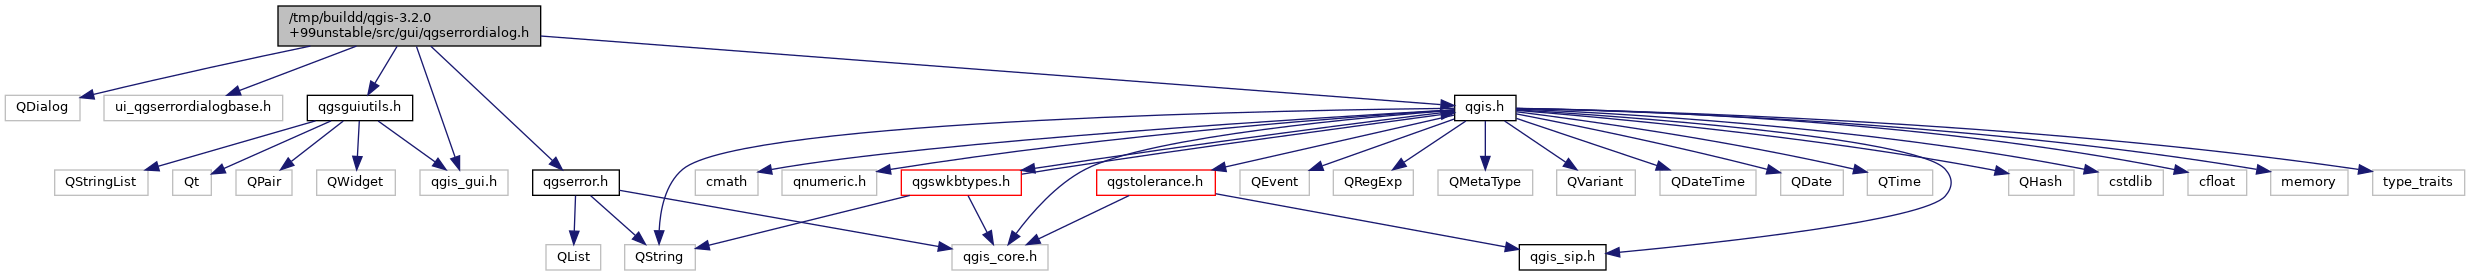 /tmp/buildd/qgis-3.2.0
+99unstable/src/gui/qgserrordialog.h
QDialog
ui_qgserrordialogbase.h
qgsguiutils.h
qgis.h
QStringList
Qt
QPair
QWidget
qgis_gui.h
qgserror.h
cmath
qnumeric.h
qgswkbtypes.h
qgstolerance.h
QEvent
QRegExp
QMetaType
QVariant
QDateTime
QDate
QTime
QHash
cstdlib
cfloat
memory
type_traits
QList
QString
qgis_core.h
qgis_sip.h